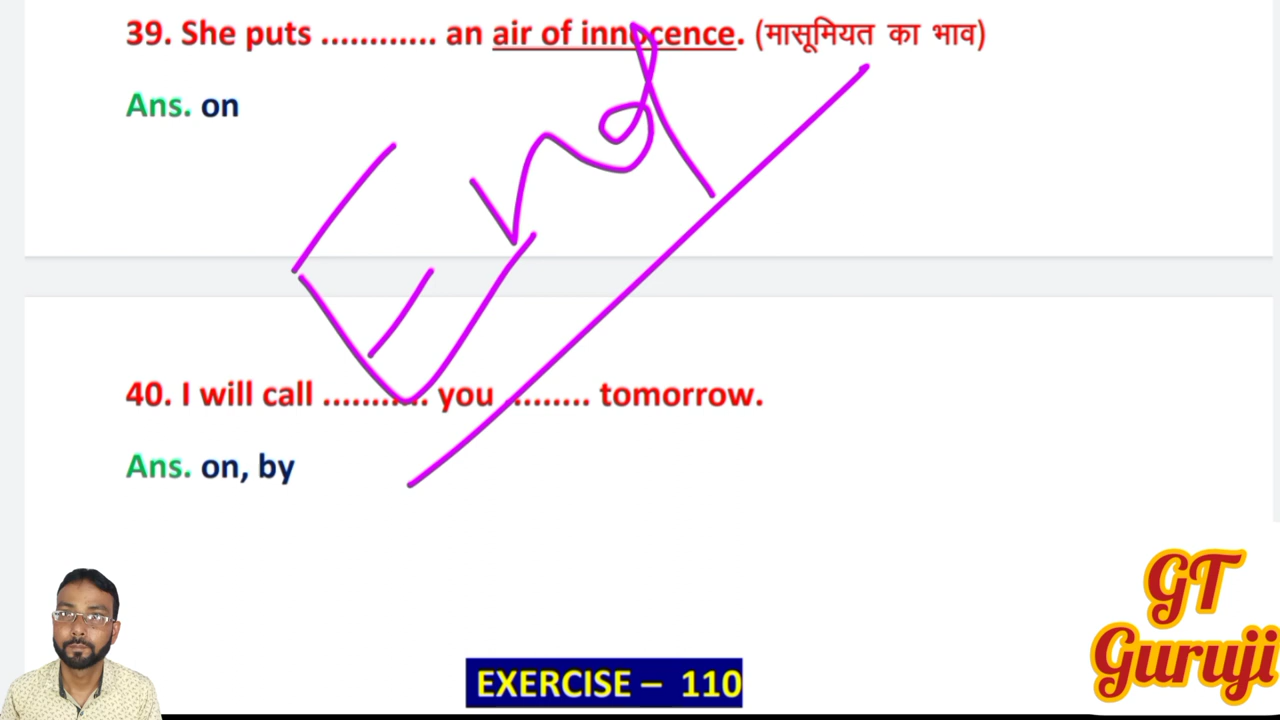 39. She puts ............ an air of innocence. (मासूमियत का भाव)
Ans. on
End
40. I will call ........... you ......... tomorrow.
Ans. on, by
GT
Guruji
EXERCISE – 110